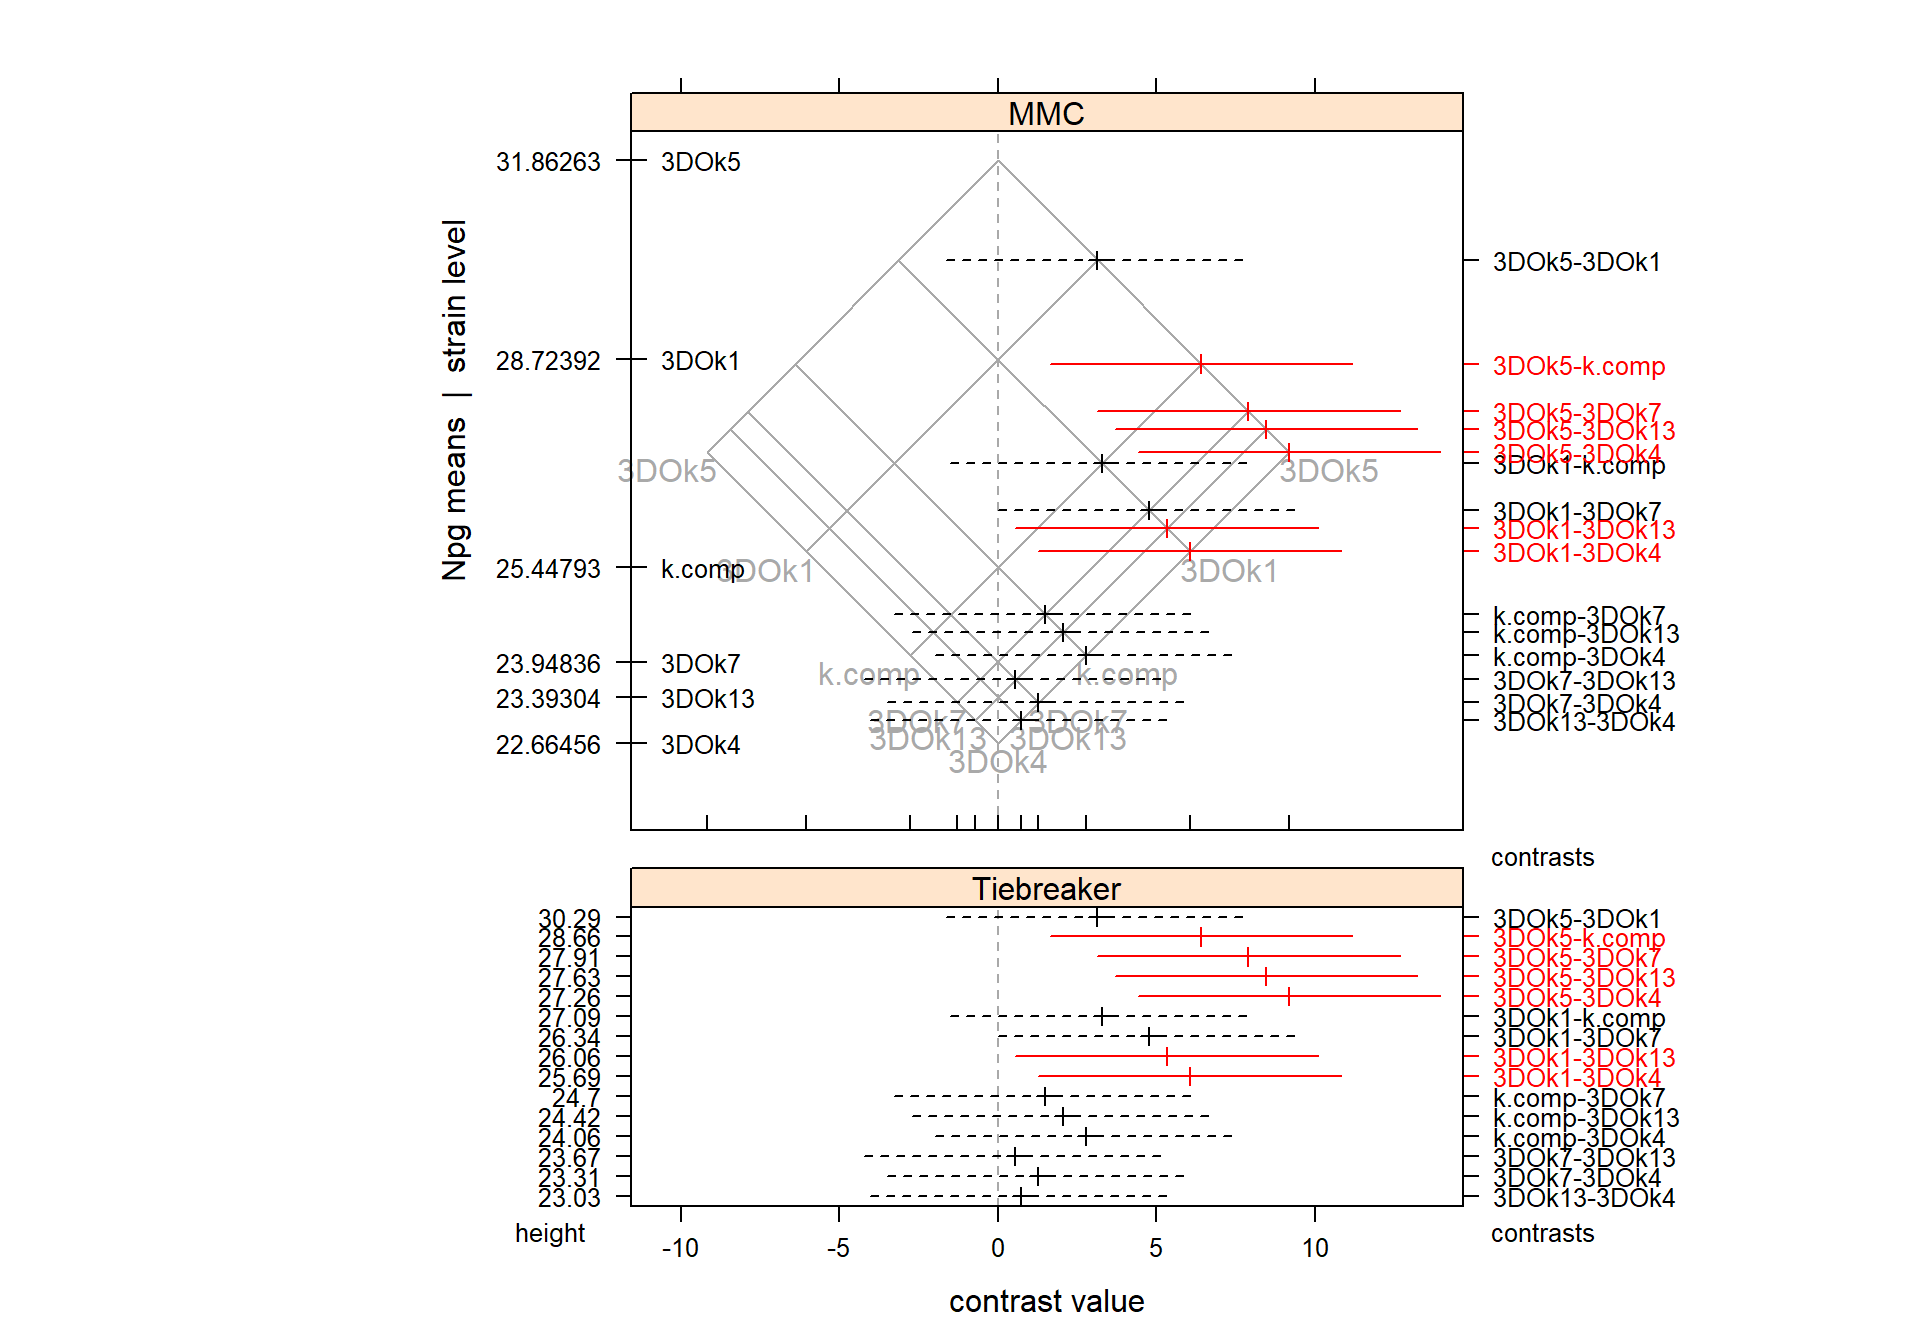 MMC
31.86263
28.72392
25.44793
23.94836
23.39304
22.66456
Npg means | strain level
3DOk5
3DOk1
k.comp
3DOk7
3DOk13
3DOk4
3DOk5
3DOk1
k.comp
3DOk7
3DOk13
3DOk4
3DOk13
3DOk7
k.comp
3DOk1
3DOk5
3DOk5-3DOk1
3DOk5-k.comp
3DOk5-3DOk7
3DOk5-3DOk13
3DOk5-3DOk4
3DOk1-k.comp
3DOk1-3DOk7
3DOk1-3DOk13
3DOk1-3DOk4
k.comp-3DOk7
k.comp-3DOk13
k.comp-3DOk4
3DOk7-3DOk13
3DOk7-3DOk4
3DOk13-3DOk4
contrasts
Tiebreaker
30.29
28.66
27.91
27.63
27.26
27.09
26.34
26.06
25.69
24.7
24.42
24.06
23.67
23.31
23.03
height
3DOk5-3DOk1
3DOk5-k.comp
3DOk5-3DOk7
3DOk5-3DOk13
3DOk5-3DOk4
3DOk1-k.comp
3DOk1-3DOk7
3DOk1-3DOk13
3DOk1-3DOk4
k.comp-3DOk7
k.comp-3DOk13
k.comp-3DOk4
3DOk7-3DOk13
3DOk7-3DOk4
3DOk13-3DOk4
contrasts
-10 -5 0 5 10
contrast value